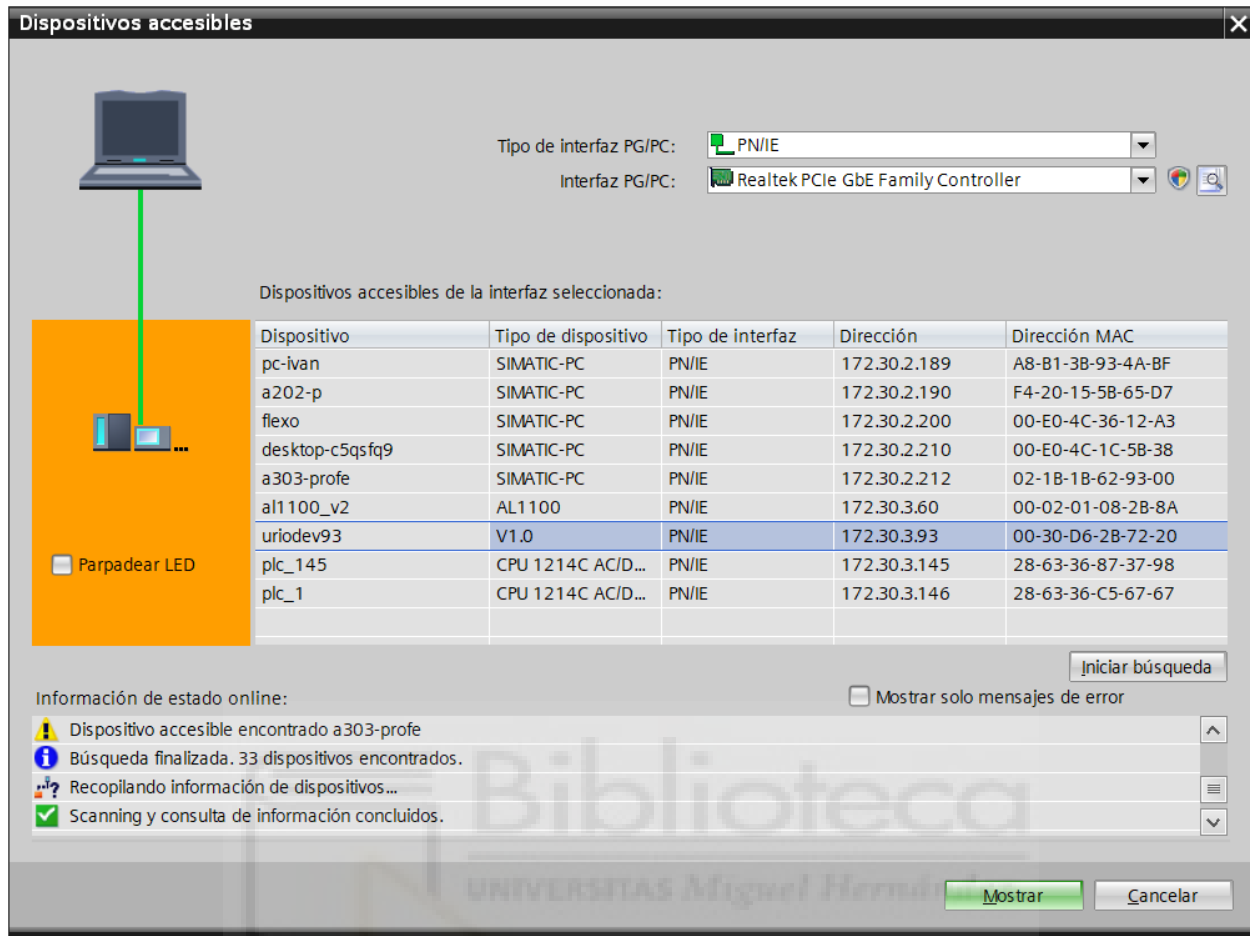 Dispositivos accesibles
Tipo de interfaz PG/PC: PN/IE
Interfaz PG/PC: Realtek PCIe GbE Family Controller
Dispositivos accesibles de la interfaz seleccionada:
Dispositivo Tipo de dispositivo Tipo de interfaz Dirección Dirección MAC
pc-ivan SIMATIC-PC PN/IE 172.30.2.189 A8-B1-3B-93-4A-BF
a202-p SIMATIC-PC PN/IE 172.30.2.190 F4-20-15-5B-65-D7
flexo SIMATIC-PC PN/IE 172.30.2.200 00-E0-4C-36-12-A3
desktop-c5qsfq9 SIMATIC-PC PN/IE 172.30.2.210 00-E0-4C-1C-5B-38
a303-profe SIMATIC-PC PN/IE 172.30.2.212 02-1B-1B-62-93-00
al1100_v2 AL1100 PN/IE 172.30.3.60 00-02-01-08-2B-8A
uriodev93 V1.0 PN/IE 172.30.3.93 00-30-D6-2B-72-20
Parpadear LED
plc_145 CPU 1214C AC/D... PN/IE 172.30.3.145 28-63-36-87-37-98
plc_1 CPU 1214C AC/D... PN/IE 172.30.3.146 28-63-36-C5-67-67
Iniciar búsqueda
Información de estado online:
Mostrar solo mensajes de error
Dispositivo accesible encontrado a303-profe
Búsqueda finalizada. 33 dispositivos encontrados.
Recopilando información de dispositivos...
Scanning y consulta de información concluidos.
Biblioteca
UNIVERSITAS Miguel
Mostrar Cancelar